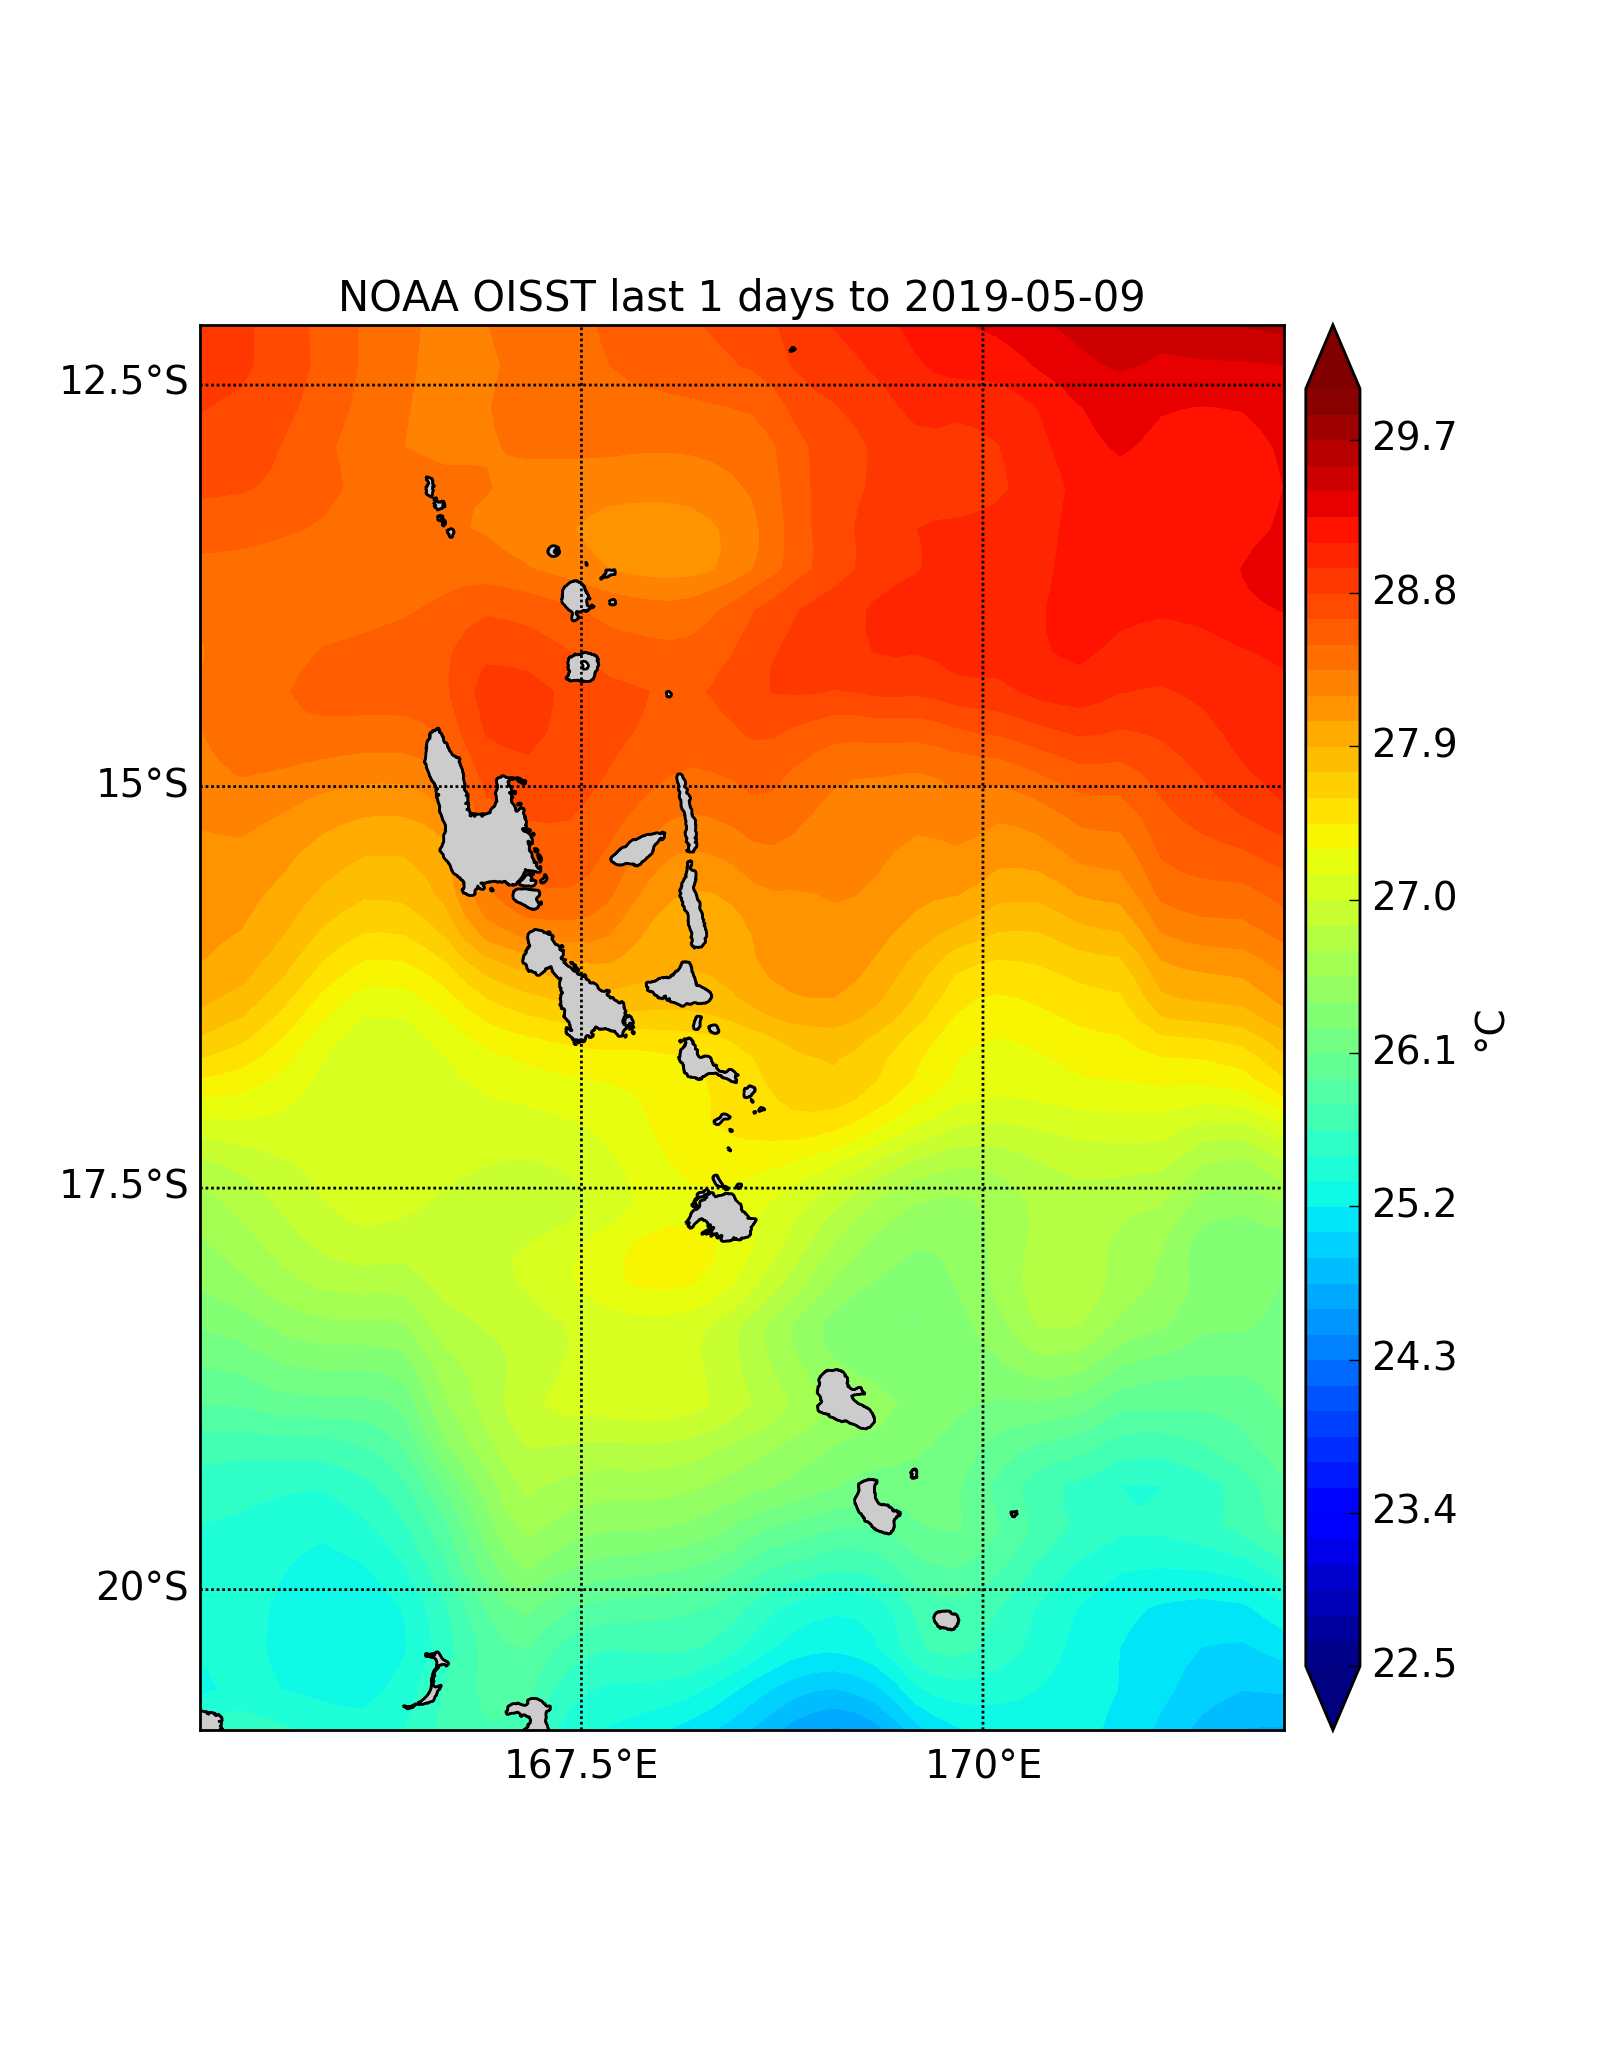 NOAA OISST last 1 days to 2019-05-09
12.5°S
15°S
17.5°S
20°S
167.5°E
170°E
29.7
28.8
27.9
27.0
26.1
25.2
24.3
23.4
22.5
°C